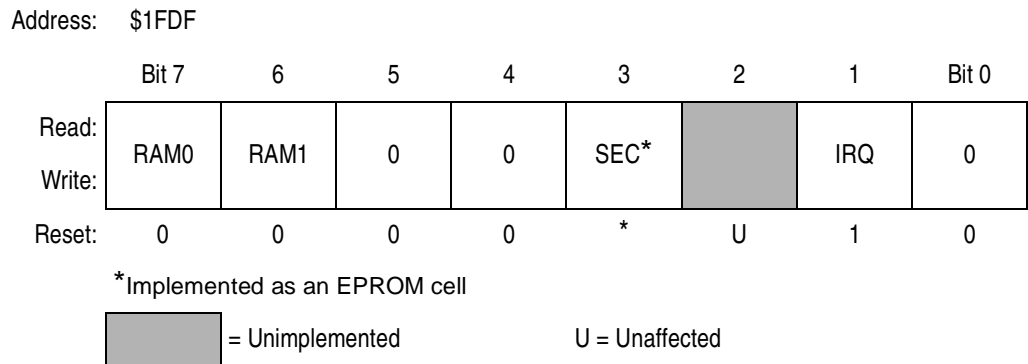 Address: $1FDF
Bit 7 6 5 4 3 2 1 Bit 0
Read:
RAM0 RAM1 0 0 SEC* IRQ 0
Write:
Reset: 0 0 0 0 * U 1 0
*Implemented as an EPROM cell
= Unimplemented U = Unaffected